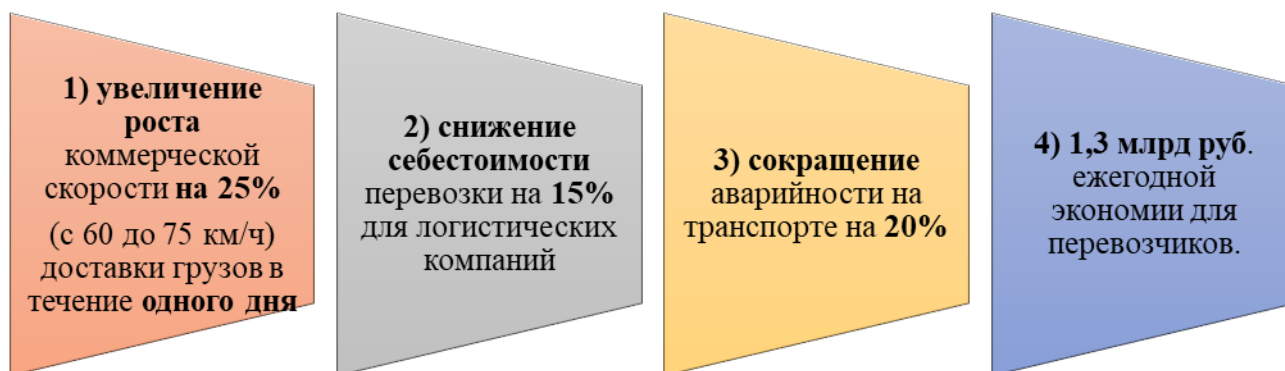 1) увеличение
роста
коммерческой
скорости на 25%
(с 60 до 75 км/ч)
доставки грузов в
течение одного дня
2) снижение
себестоимости
перевозки на 15%
для логистических
компаний
3) сокращение
аварийности на
транспорте на 20%
4) 1,3 млрд руб.
ежегодной
экономии для
перевозчиков.